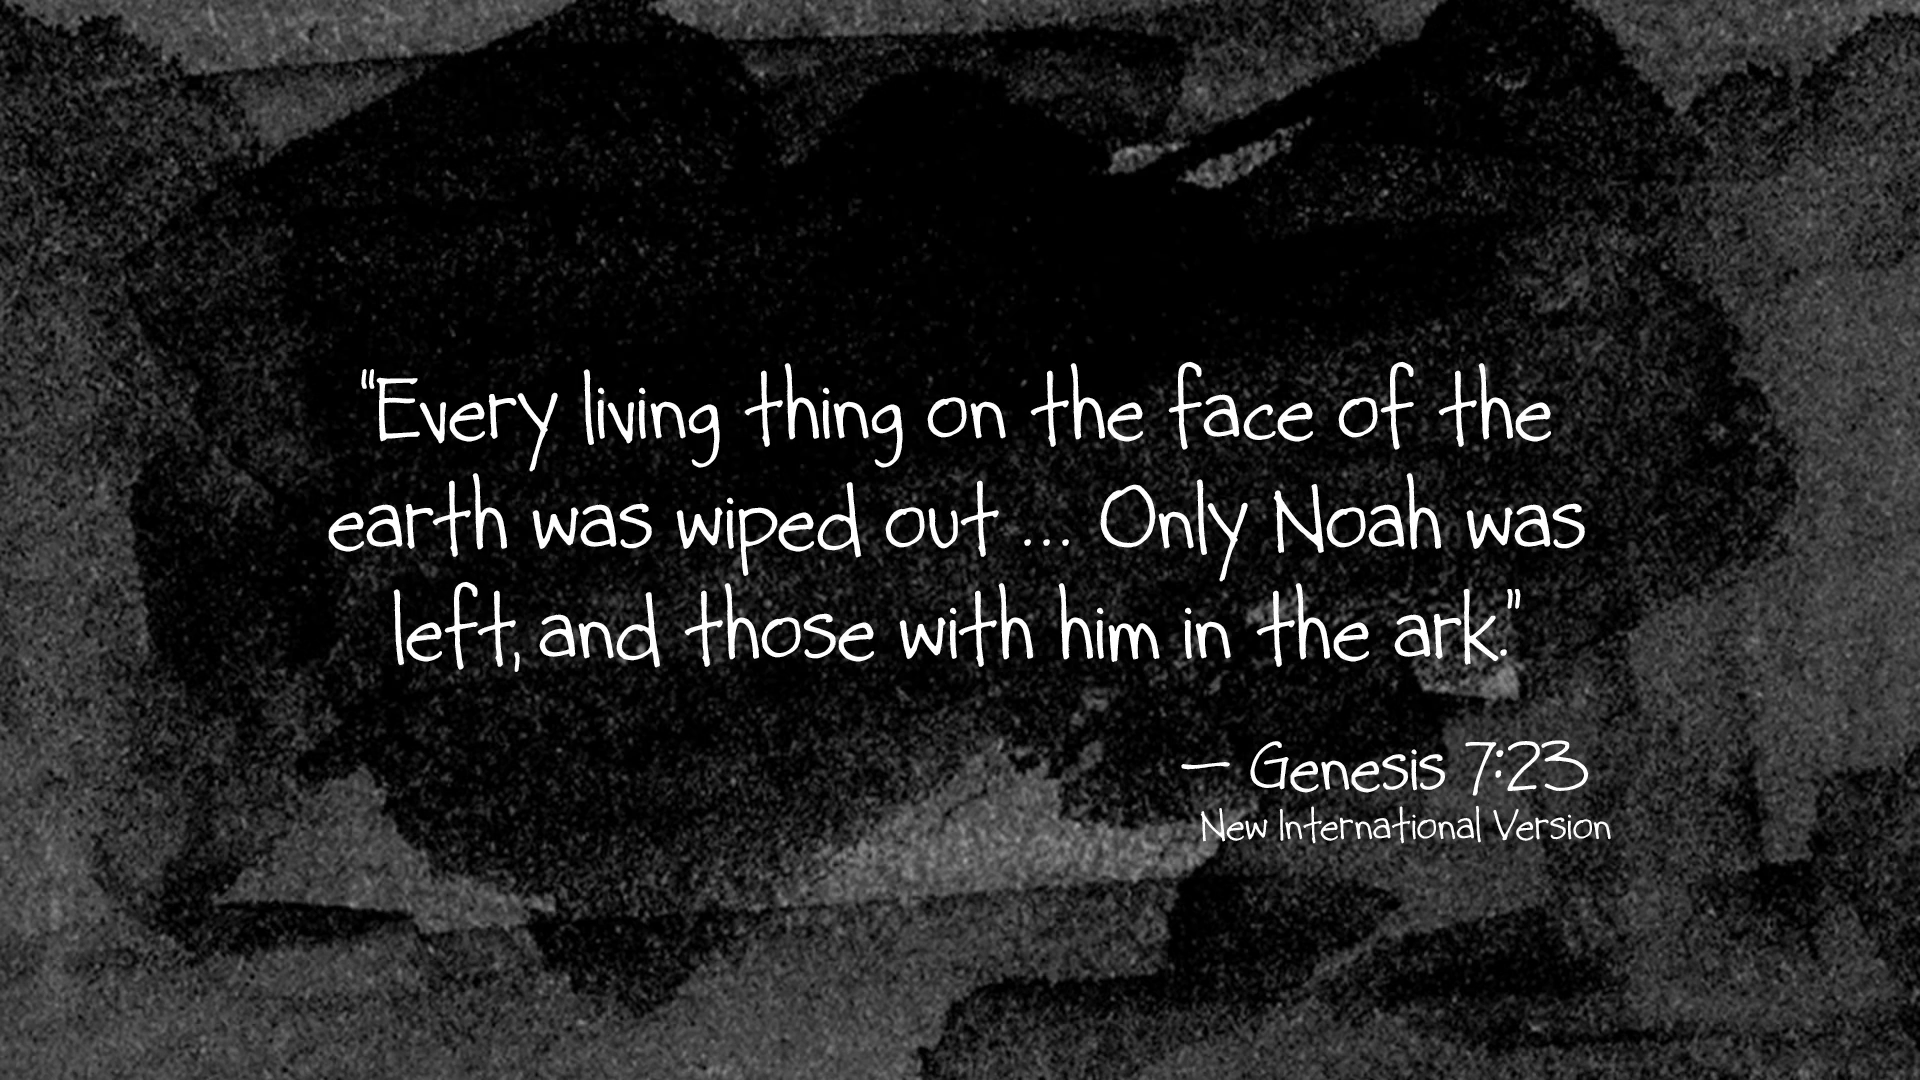 "Every living thing on the face of the
earth was wiped out ... Only Noah was
left, and those with him in the ark."
— Genesis 7:23
New International Version